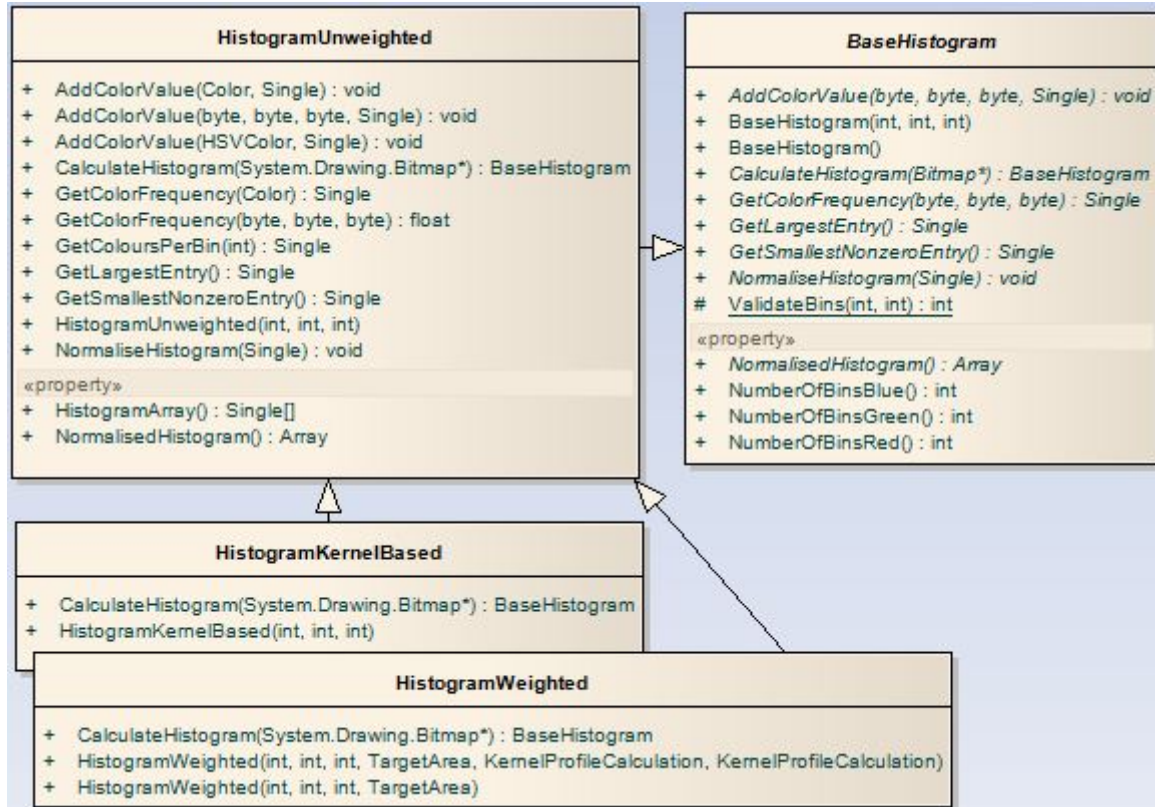 HistogramUnweighted
+ AddColorValue(Color, Single) : void
+ AddColorValue(byte, byte, byte, Single) : void
+ AddColorValue(HSVColor, Single) : void
+ CalculateHistogram(System.Drawing.Bitmap*) : BaseHistogram
+ GetColorFrequency(Color) : Single
+ GetColorFrequency(byte, byte, byte) : float
+ GetColoursPerBin(int) : Single
+ GetLargestEntry() : Single
+ GetSmallestNonzeroEntry() : Single
+ HistogramUnweighted(int, int, int)
+ NormaliseHistogram(Single) : void
«property»
+ HistogramArray() : Single[]
+ NormalisedHistogram() : Array
BaseHistogram
+ AddColorValue(byte, byte, byte, Single) : void
+ BaseHistogram(int, int, int)
+ BaseHistogram()
+ CalculateHistogram(Bitmap*) : BaseHistogram
+ GetColorFrequency(byte, byte, byte) : Single
+ GetLargestEntry() : Single
+ GetSmallestNonzeroEntry() : Single
+ NormaliseHistogram(Single) : void
# ValidateBins(int, int) : int
«property»
+ NormalisedHistogram() : Array
+ NumberOfBinsBlue() : int
+ NumberOfBinsGreen() : int
+ NumberOfBinsRed() : int
HistogramKernelBased
+ CalculateHistogram(System.Drawing.Bitmap*) : BaseHistogram
+ HistogramKernelBased(int, int, int)
HistogramWeighted
+ CalculateHistogram(System.Drawing.Bitmap*) : BaseHistogram
+ HistogramWeighted(int, int, int, TargetArea, KernelProfileCalculation, KernelProfileCalculation)
+ HistogramWeighted(int, int, int, TargetArea)